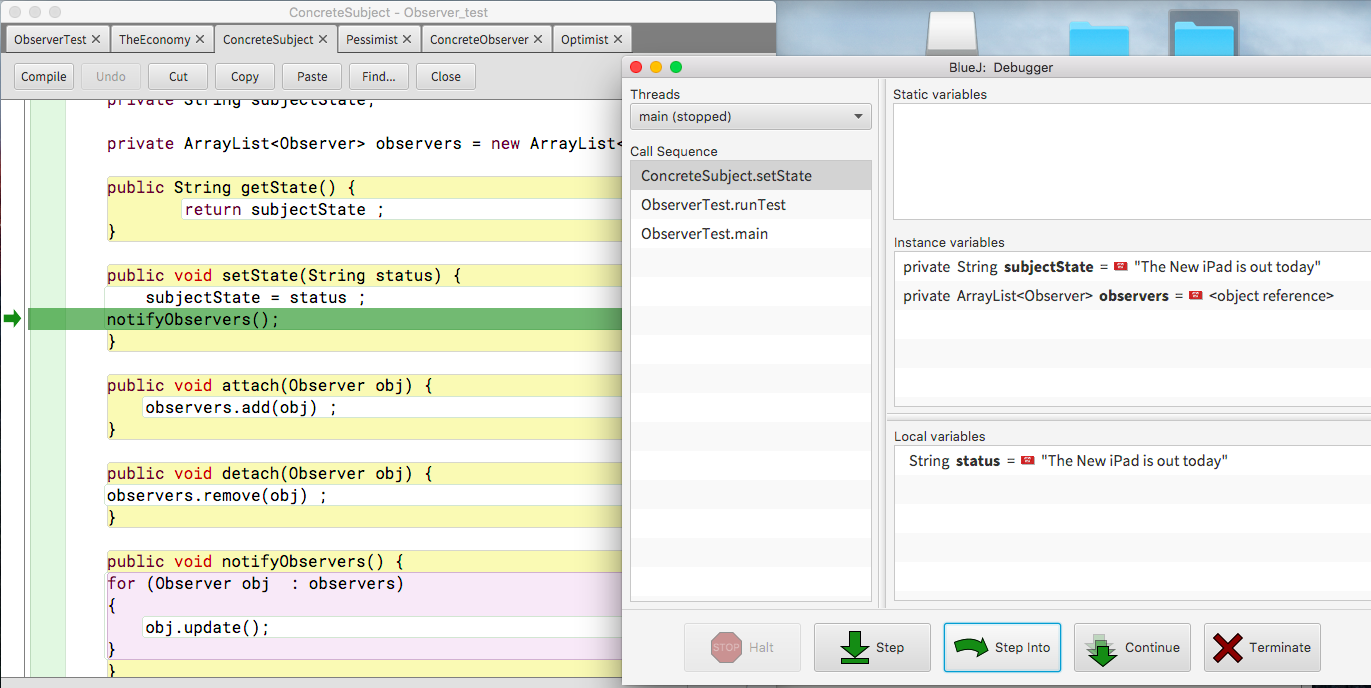 ConcreteSubject - Observer_test
ObserverTest ✕ TheEconomy ✕ ConcreteSubject ✕ Pessimist ✕ ConcreteObserver ✕ Optimist ✕
Compile Undo Cut Copy Paste Find... Close
private String subjectState;
private ArrayList<Observer> observers = new ArrayList<
public String getState() {
return subjectState ;
}
public void setState(String status) {
subjectState = status ;
notifyObservers();
}
public void attach(Observer obj) {
observers.add(obj) ;
}
public void detach(Observer obj) {
observers.remove(obj) ;
}
public void notifyObservers() {
for (Observer obj  : observers)
{
obj.update();
}
}
BlueJ: Debugger
Threads
main (stopped)
Call Sequence
ConcreteSubject.setState
ObserverTest.runTest
ObserverTest.main
Static variables
Instance variables
private String subjectState = "The New iPad is out today"
private ArrayList<Observer> observers = <object reference>
Local variables
String status = "The New iPad is out today"
STOP Halt Step Step Into Continue Terminate